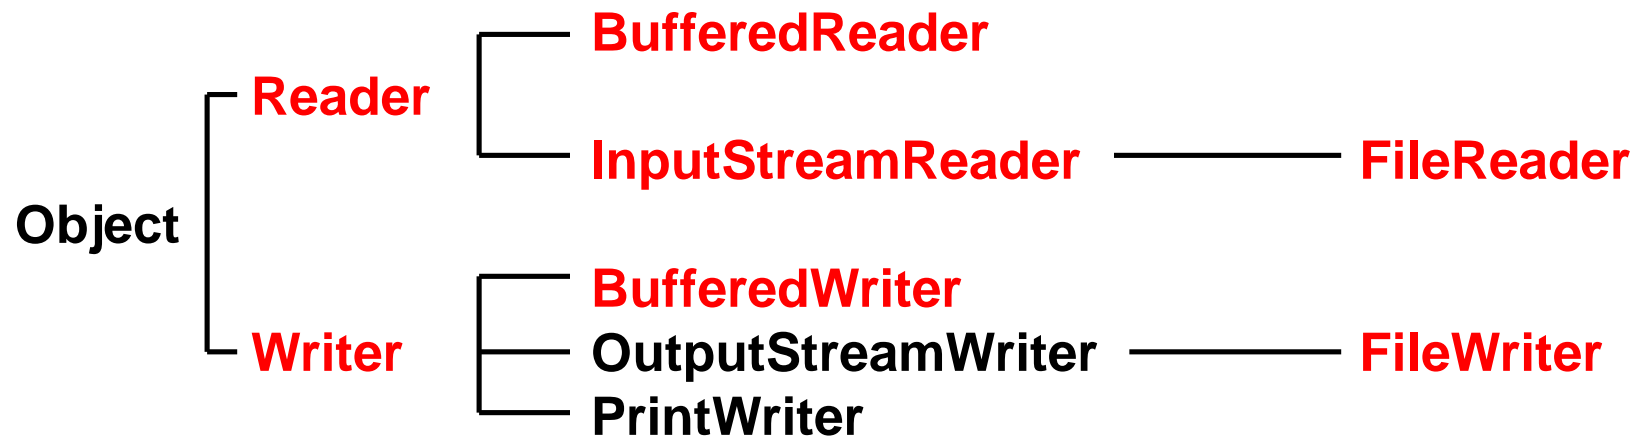 BufferedReader
Reader
InputStreamReader FileReader
Object
BufferedWriter
Writer OutputStreamWriter FileWriter
PrintWriter